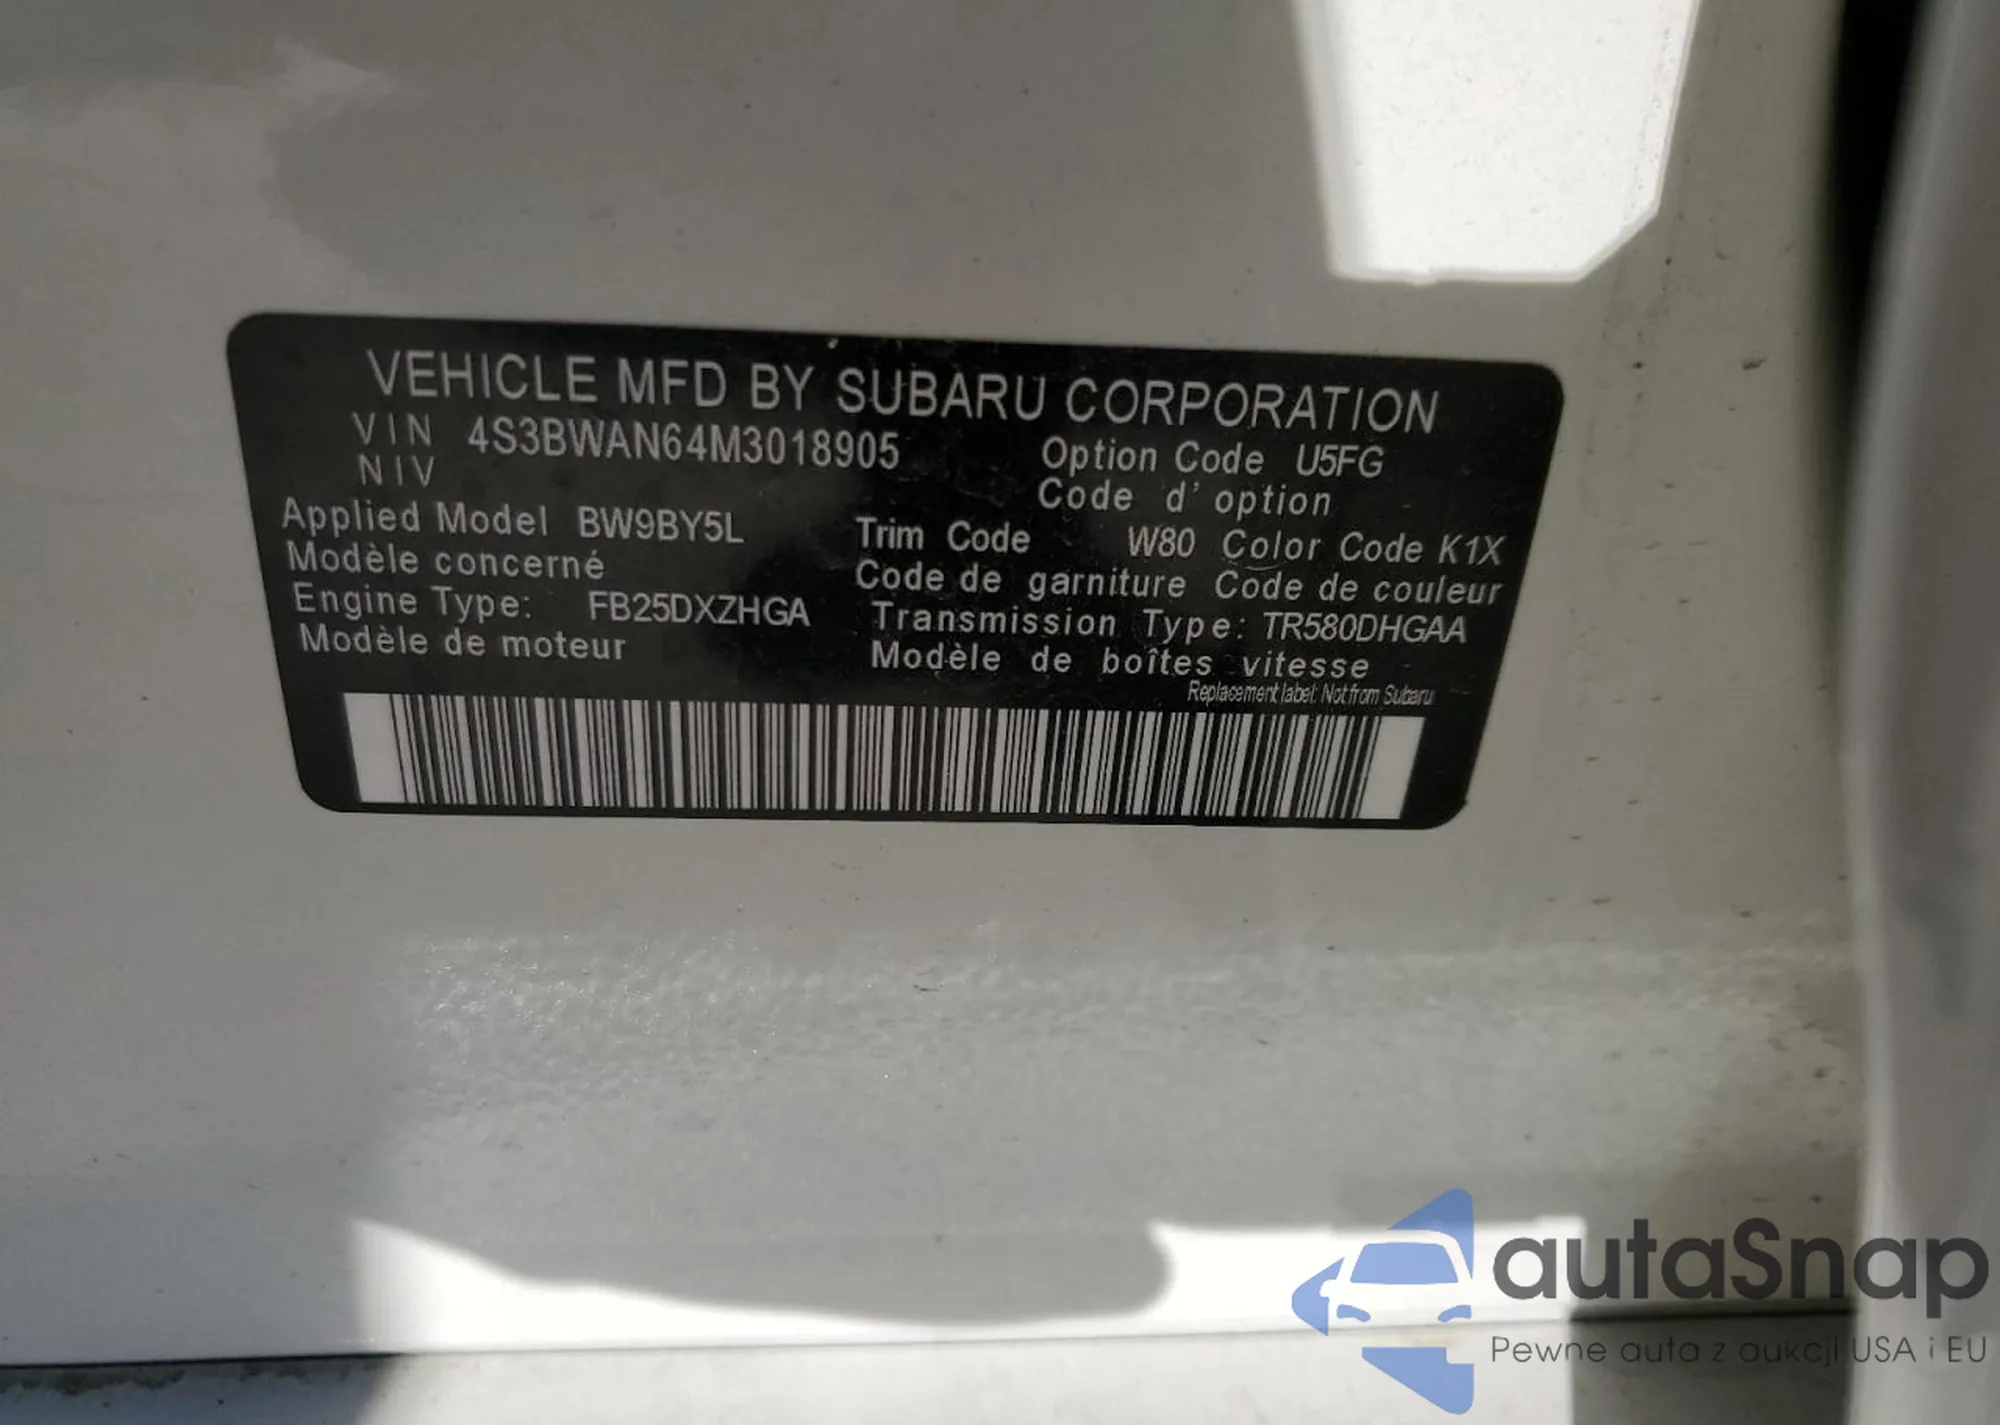 VEHICLE MFD BY SUBARU CORPORATION
VIN 4S3BWAN64M3018905 Option Code U5FG
NIV Code d' option
Applied Model BW9BY5L Trim Code W80 Color Code K1X
Modèle concerné Code de garniture Code de couleur
Engine Type: FB25DXZHGA Transmission Type: TR580DHGAA
Modèle de moteur Modèle de boîtes vitesse
Replacement label: Not from Subaru
autaSnap
Pewne auta z aukcji USA i EU